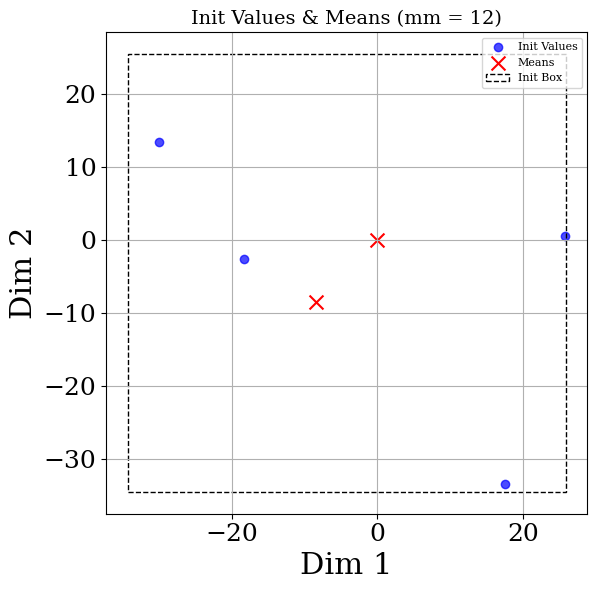 Init Values & Means (mm = 12)
Init Values
Means
Init Box
20
10
0
−10
−20
−30
Dim 2
−20
0
20
Dim 1